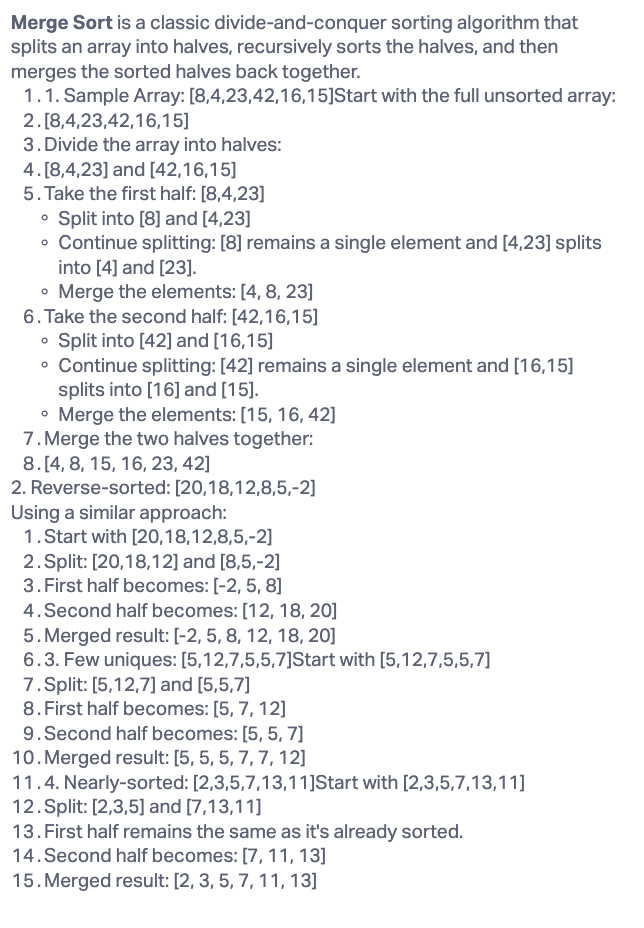 Merge Sort is a classic divide-and-conquer sorting algorithm that
splits an array into halves, recursively sorts the halves, and then
merges the sorted halves back together.
1. 1. Sample Array: [8,4,23,42,16,15]Start with the full unsorted array:
2. [8,4,23,42,16,15]
3. Divide the array into halves:
4. [8,4,23] and [42,16,15]
5. Take the first half: [8,4,23]
◦ Split into [8] and [4,23]
◦ Continue splitting: [8] remains a single element and [4,23] splits
into [4] and [23].
◦ Merge the elements: [4, 8, 23]
6. Take the second half: [42,16,15]
◦ Split into [42] and [16,15]
◦ Continue splitting: [42] remains a single element and [16,15]
splits into [16] and [15].
◦ Merge the elements: [15, 16, 42]
7. Merge the two halves together:
8. [4, 8, 15, 16, 23, 42]
2. Reverse-sorted: [20,18,12,8,5,-2]
Using a similar approach:
1. Start with [20,18,12,8,5,-2]
2. Split: [20,18,12] and [8,5,-2]
3. First half becomes: [-2, 5, 8]
4. Second half becomes: [12, 18, 20]
5. Merged result: [-2, 5, 8, 12, 18, 20]
6. 3. Few uniques: [5,12,7,5,5,7]Start with [5,12,7,5,5,7]
7. Split: [5,12,7] and [5,5,7]
8. First half becomes: [5, 7, 12]
9. Second half becomes: [5, 5, 7]
10. Merged result: [5, 5, 5, 7, 7, 12]
11. 4. Nearly-sorted: [2,3,5,7,13,11]Start with [2,3,5,7,13,11]
12. Split: [2,3,5] and [7,13,11]
13. First half remains the same as it's already sorted.
14. Second half becomes: [7, 11, 13]
15. Merged result: [2, 3, 5, 7, 11, 13]